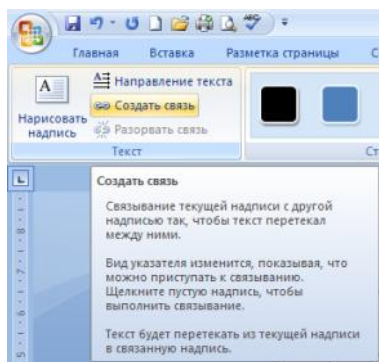 Главная Вставка Разметка страницы С
A
Направление текста
Создать связь
Разорвать связь
Нарисовать
надпись
Текст
Ст
L
Создать связь
Связывание текущей надписи с другой
надписью так, чтобы текст перетекал
между ними.
Вид указателя изменится, показывая, что
можно приступать к связыванию.
Щелкните пустую надпись, чтобы
выполнить связывание.
Текст будет перетекать из текущей надписи
в связанную надпись.